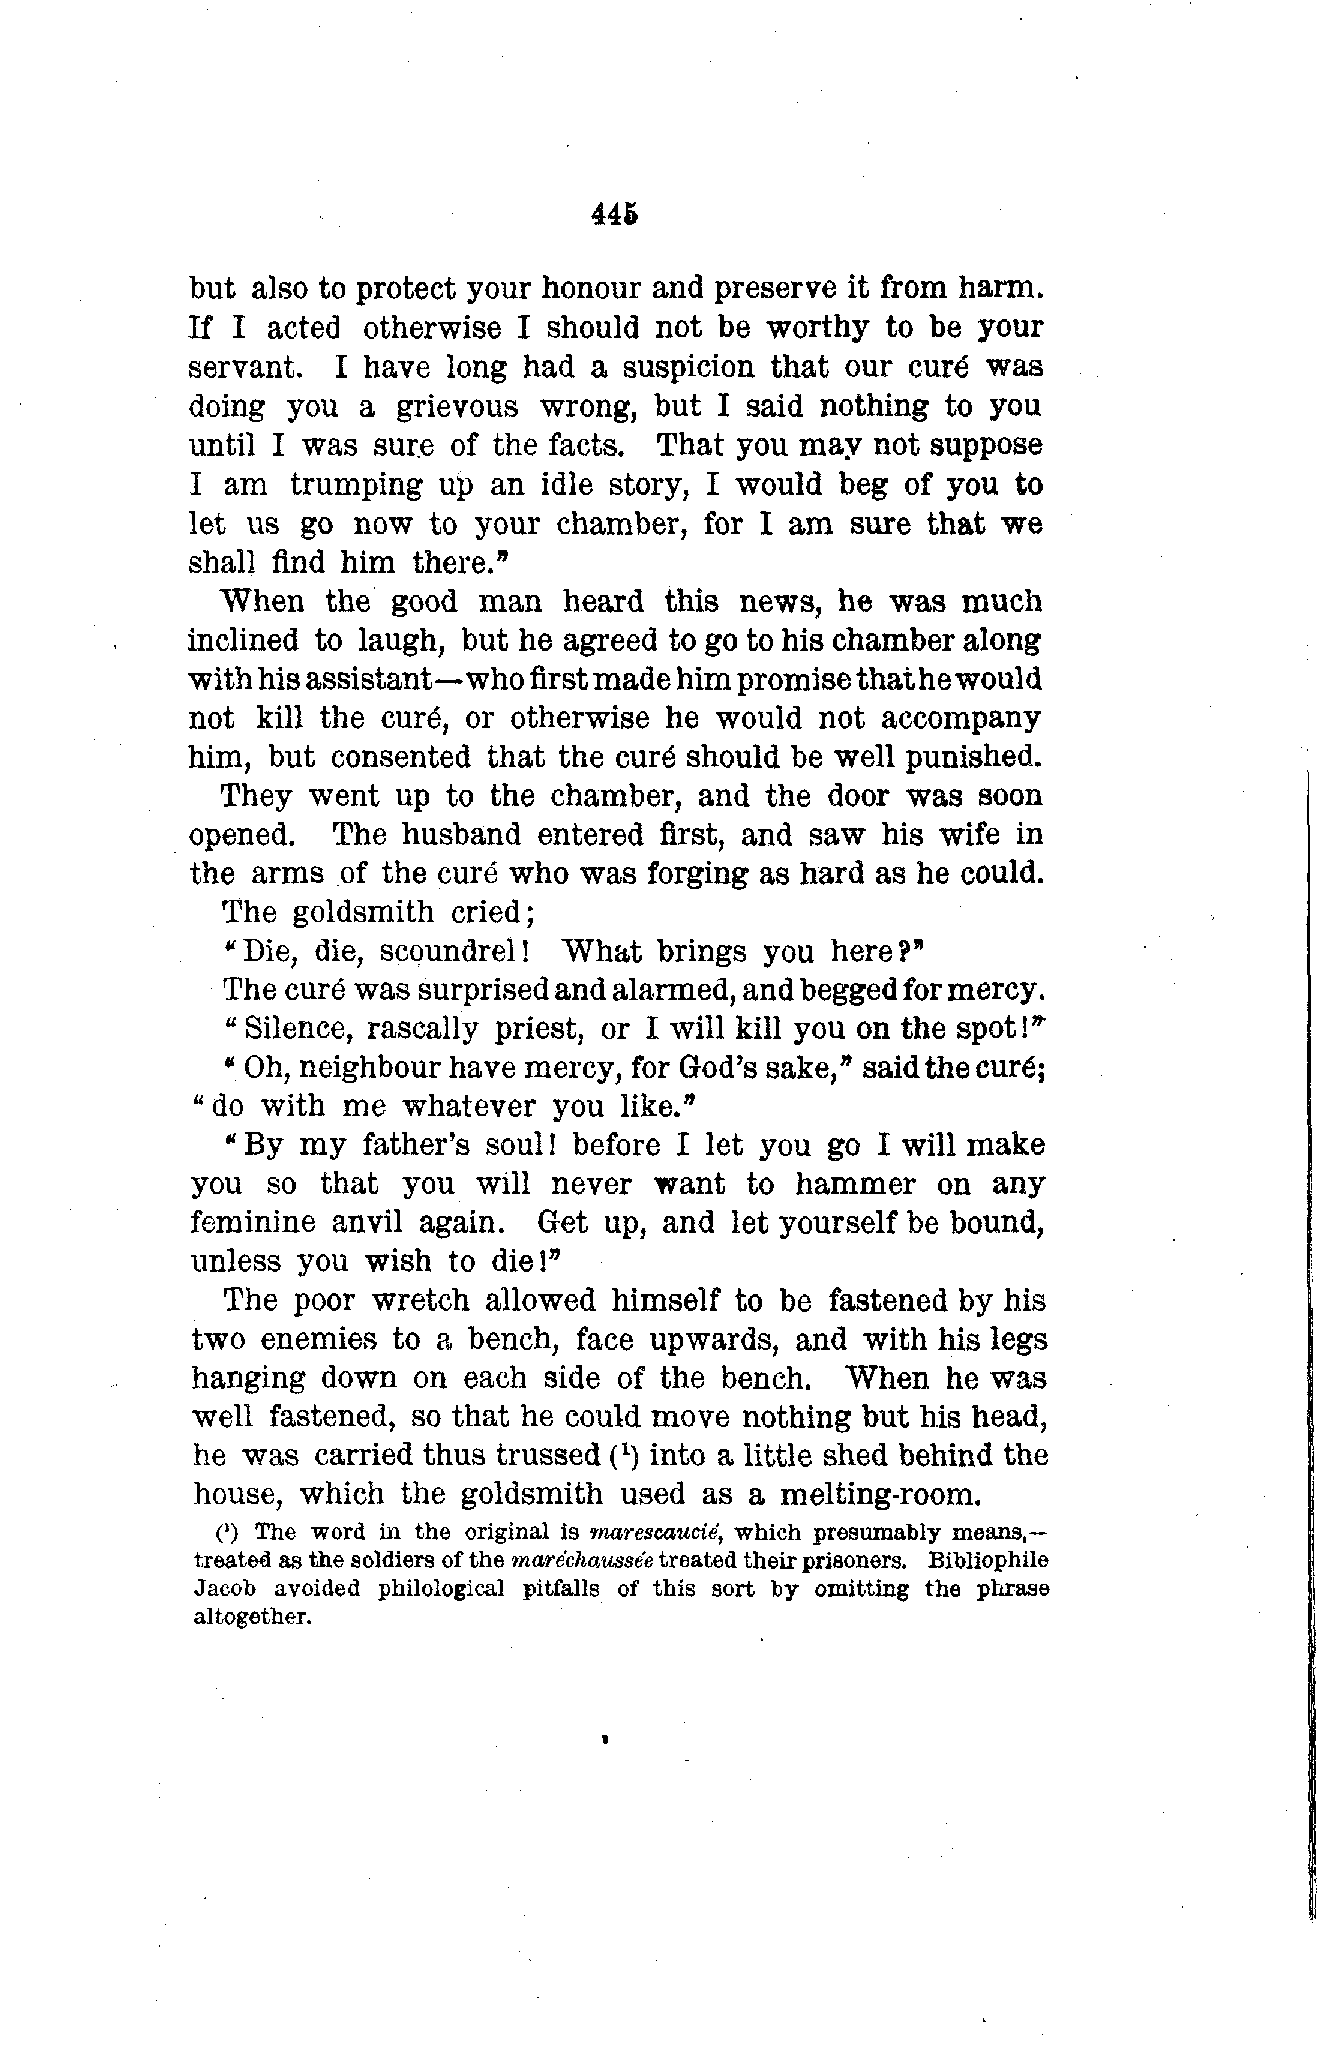 445
but also to protect your honour and preserve it from harm.
If I acted otherwise I should not be worthy to be your
servant. I have long had a suspicion that our curé was
doing you a grievous wrong, but I said nothing to you
until I was sure of the facts. That you may not suppose
I am trumping up an idle story, I would beg of you to
let us go now to your chamber, for I am sure that we
shall find him there."
When the good man heard this news, he was much
inclined to laugh, but he agreed to go to his chamber along
with his assistant—who first made him promise that he would
not kill the curé, or otherwise he would not accompany
him, but consented that the curé should be well punished.
They went up to the chamber, and the door was soon
opened. The husband entered first, and saw his wife in
the arms of the curé who was forging as hard as he could.
The goldsmith cried;
"Die, die, scoundrel! What brings you here?"
The curé was surprised and alarmed, and begged for mercy.
"Silence, rascally priest, or I will kill you on the spot!"
"Oh, neighbour have mercy, for God's sake," said the curé;
"do with me whatever you like."
"By my father's soul! before I let you go I will make
you so that you will never want to hammer on any
feminine anvil again. Get up, and let yourself be bound,
unless you wish to die!"
The poor wretch allowed himself to be fastened by his
two enemies to a bench, face upwards, and with his legs
hanging down on each side of the bench. When he was
well fastened, so that he could move nothing but his head,
he was carried thus trussed (¹) into a little shed behind the
house, which the goldsmith used as a melting-room.
(¹) The word in the original is marescaucié, which presumably means,—
treated as the soldiers of the maréchaussée treated their prisoners. Bibliophile
Jacob avoided philological pitfalls of this sort by omitting the phrase
altogether.